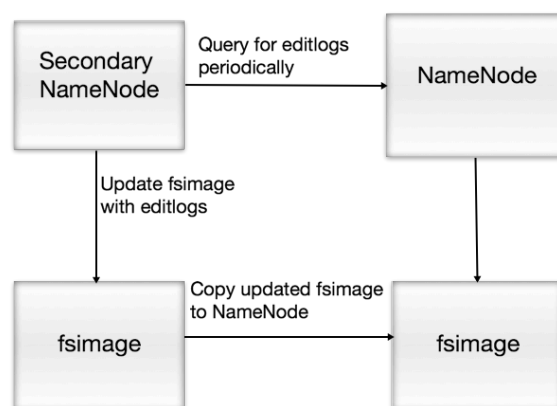 Secondary
NameNode
Query for editlogs
periodically
NameNode
Update fsimage
with editlogs
fsimage
Copy updated fsimage
to NameNode
fsimage